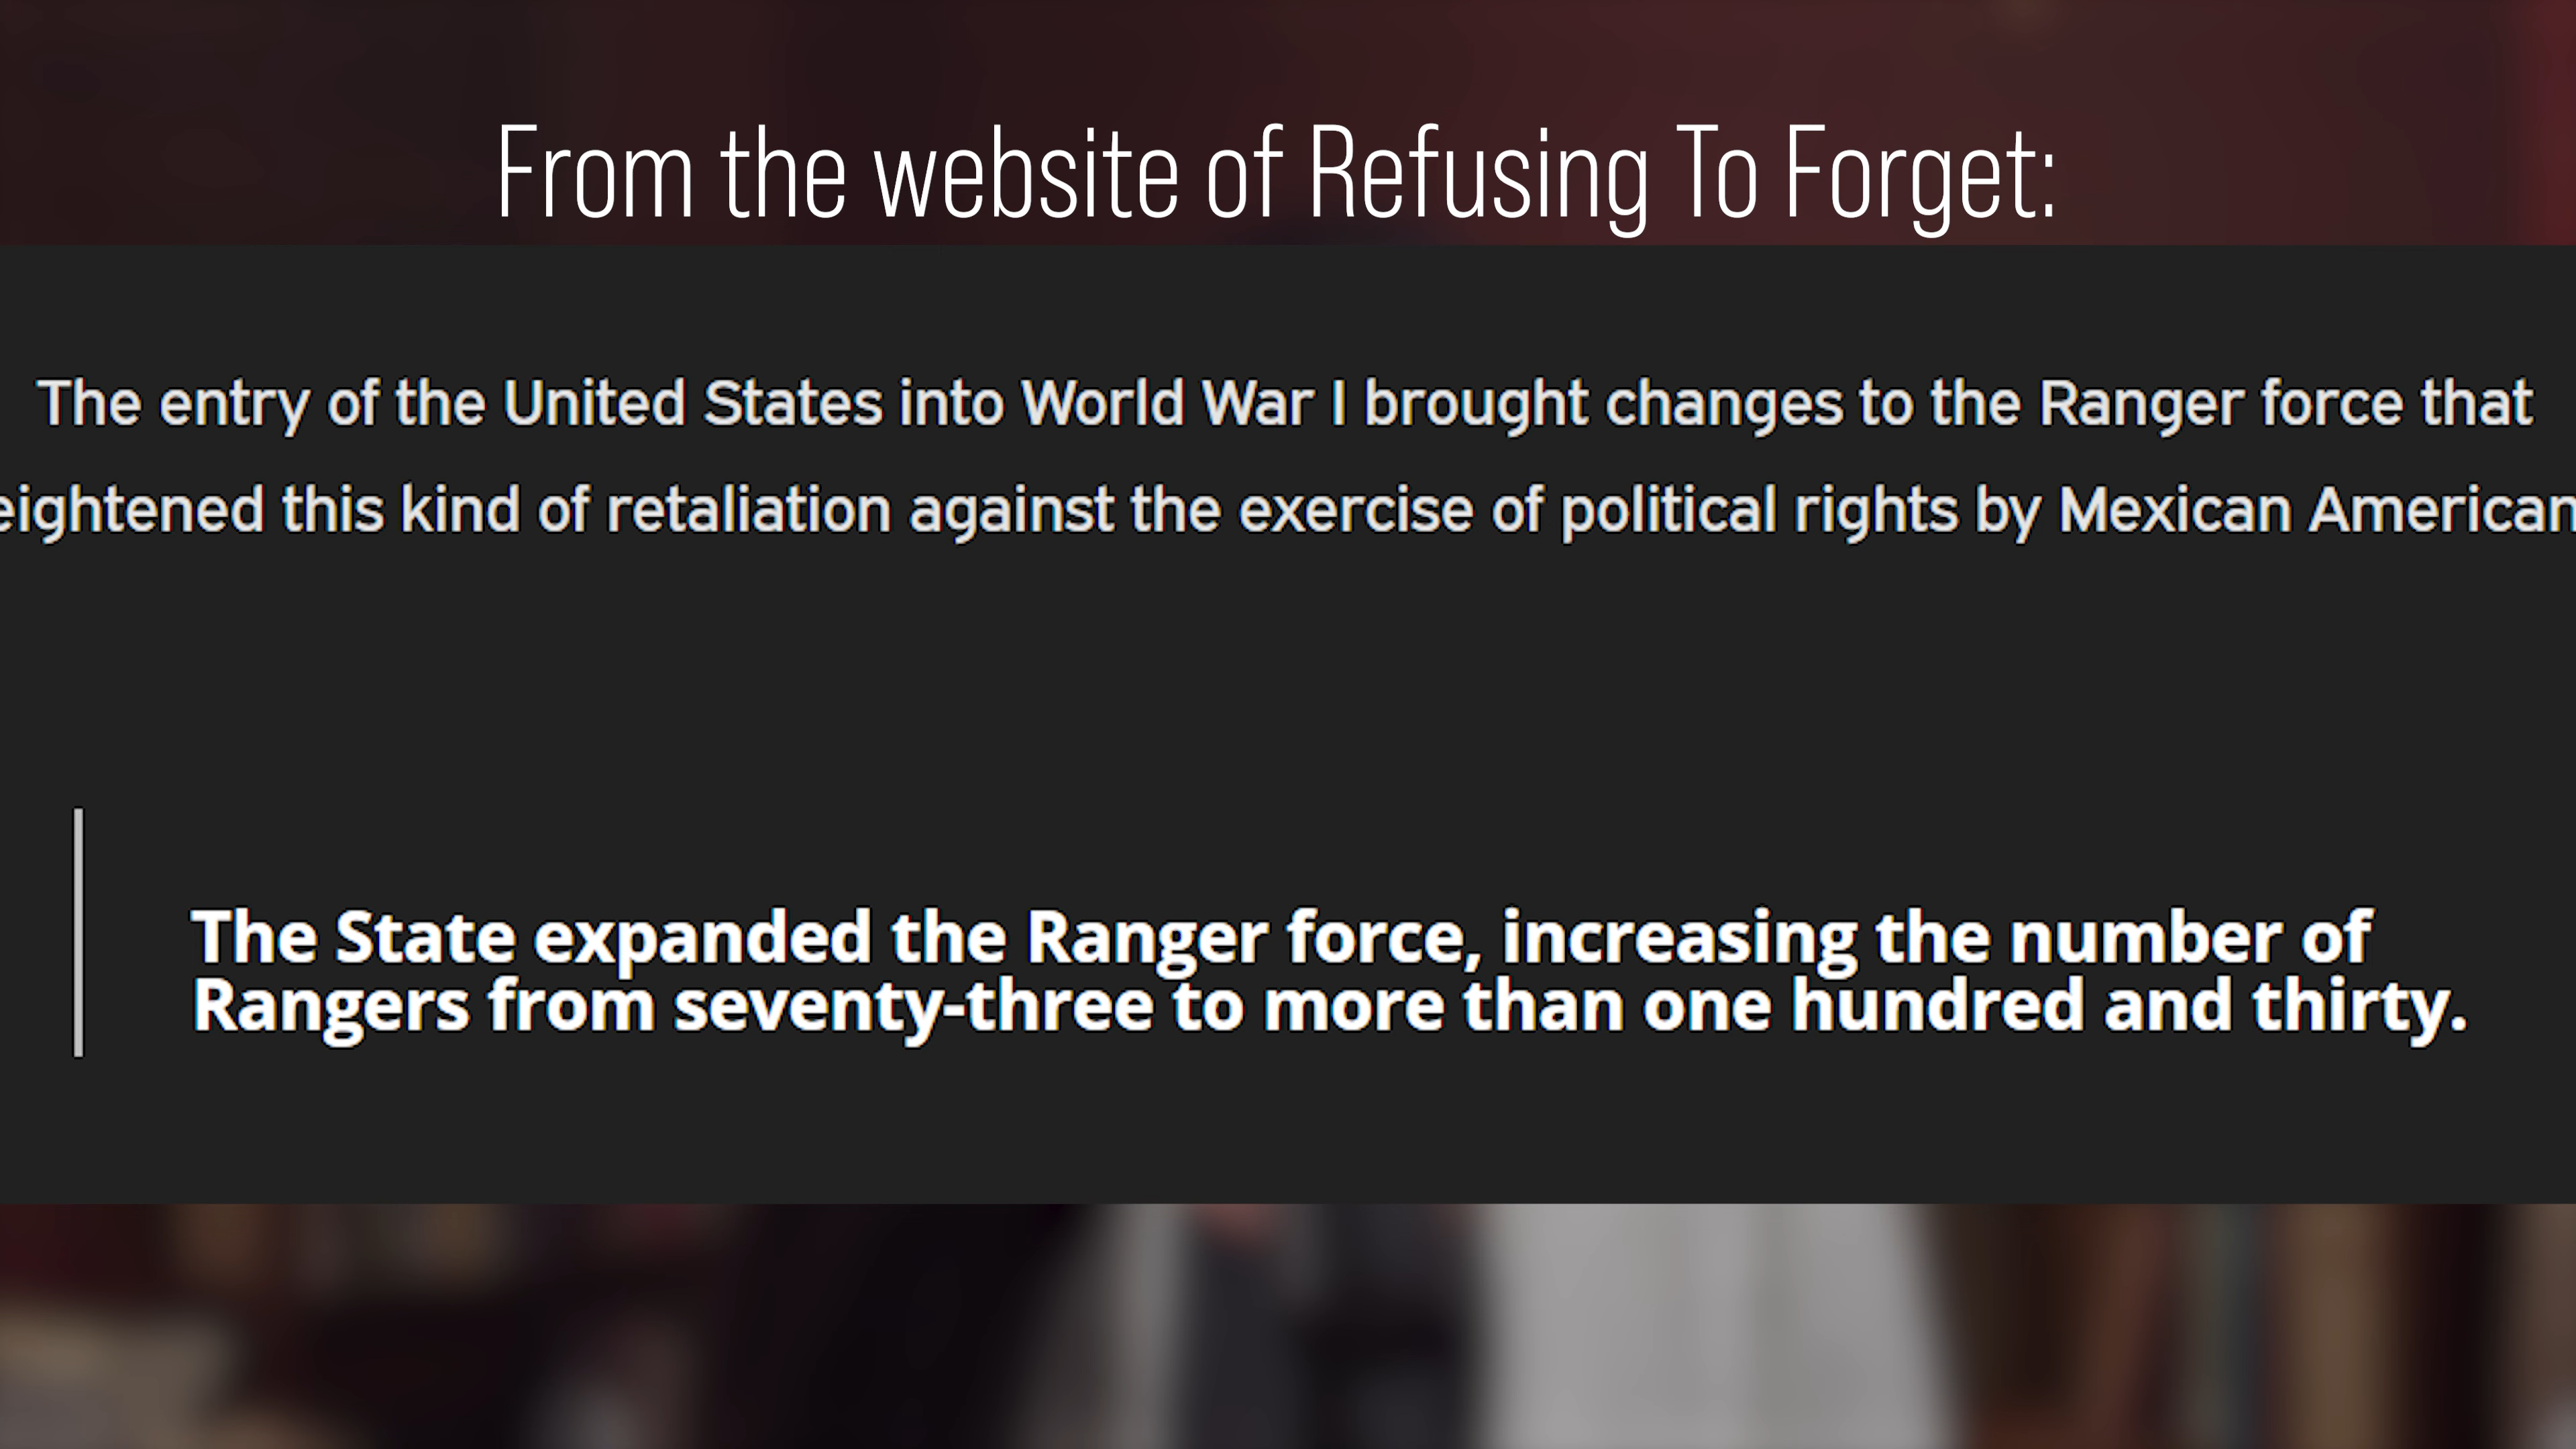 From the website of Refusing To Forget:
The entry of the United States into World War I brought changes to the Ranger force that
eightened this kind of retaliation against the exercise of political rights by Mexican American
The State expanded the Ranger force, increasing the number of
Rangers from seventy-three to more than one hundred and thirty.